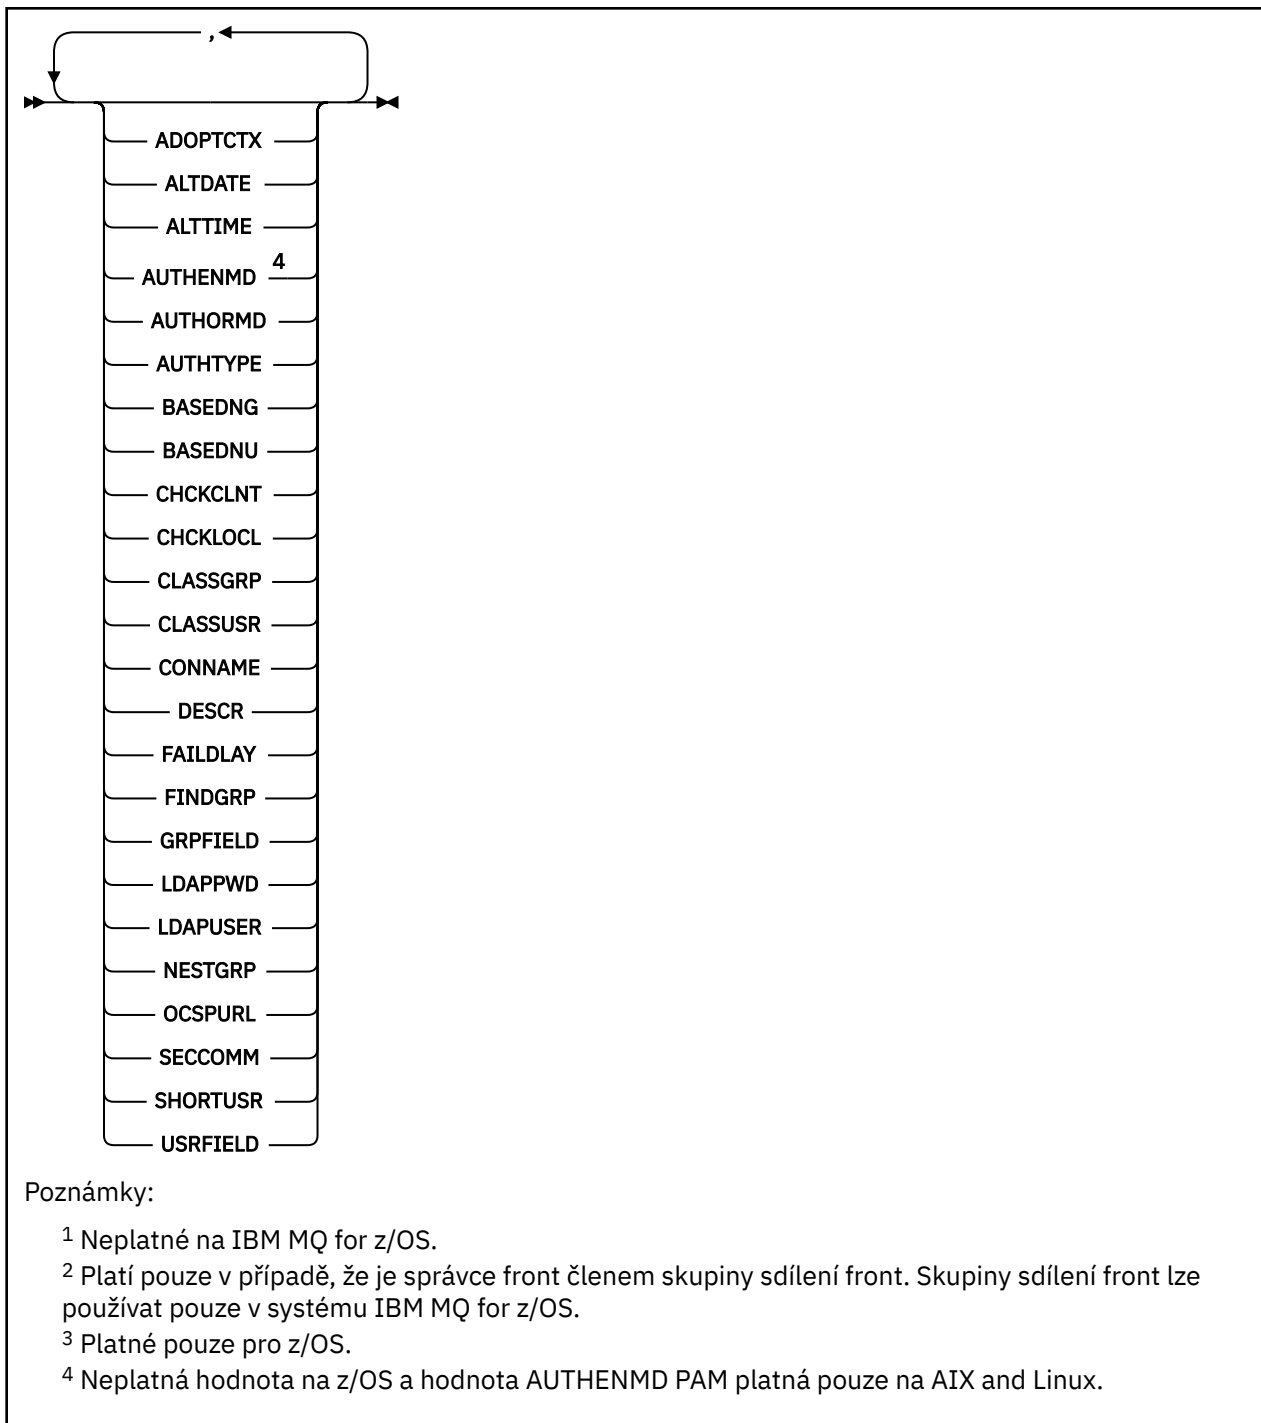 ,
ADOPTCTX
ALTDATE
ALTTIME
AUTHENMD 4
AUTHORMD
AUTHTYPE
BASEDNG
BASEDNU
CHCKCLNT
CHCKLOCL
CLASSGRP
CLASSUSR
CONNAME
DESCR
FAILDLAY
FINDGRP
GRPFIELD
LDAPPWD
LDAPUSER
NESTGRP
OCSPURL
SECCOMM
SHORTUSR
USRFIELD
Poznámky:
1 Neplatné na IBM MQ for z/OS.
2 Platí pouze v případě, že je správce front členem skupiny sdílení front. Skupiny sdílení front lze
používat pouze v systému IBM MQ for z/OS.
3 Platné pouze pro z/OS.
4 Neplatná hodnota na z/OS a hodnota AUTHENMD PAM platná pouze na AIX and Linux.